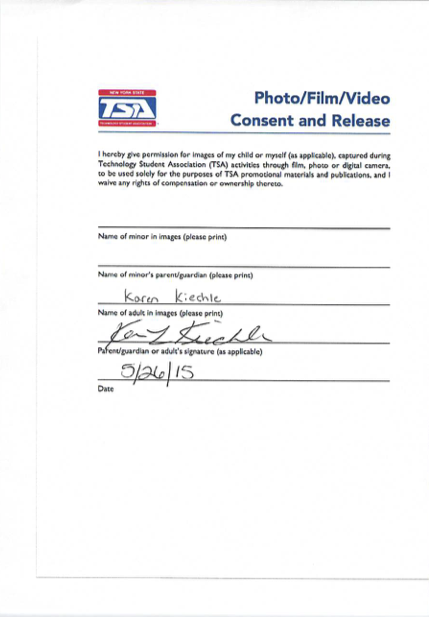 NEW YORK STATE
TSA
TECHNOLOGY STUDENT ASSOCIATION
Photo/Film/Video
Consent and Release
I hereby give permission for images of my child or myself (as applicable), captured during
Technology Student Association (TSA) activities through film, photo or digital camera,
to be used solely for the purposes of TSA promotional materials and publications, and I
waive any rights of compensation or ownership thereto.
Name of minor in images (please print)
Name of minor's parent/guardian (please print)
Karen Kiechle
Name of adult in images (please print)
Karen L Kiechle
Parent/guardian or adult's signature (as applicable)
5/26/15
Date